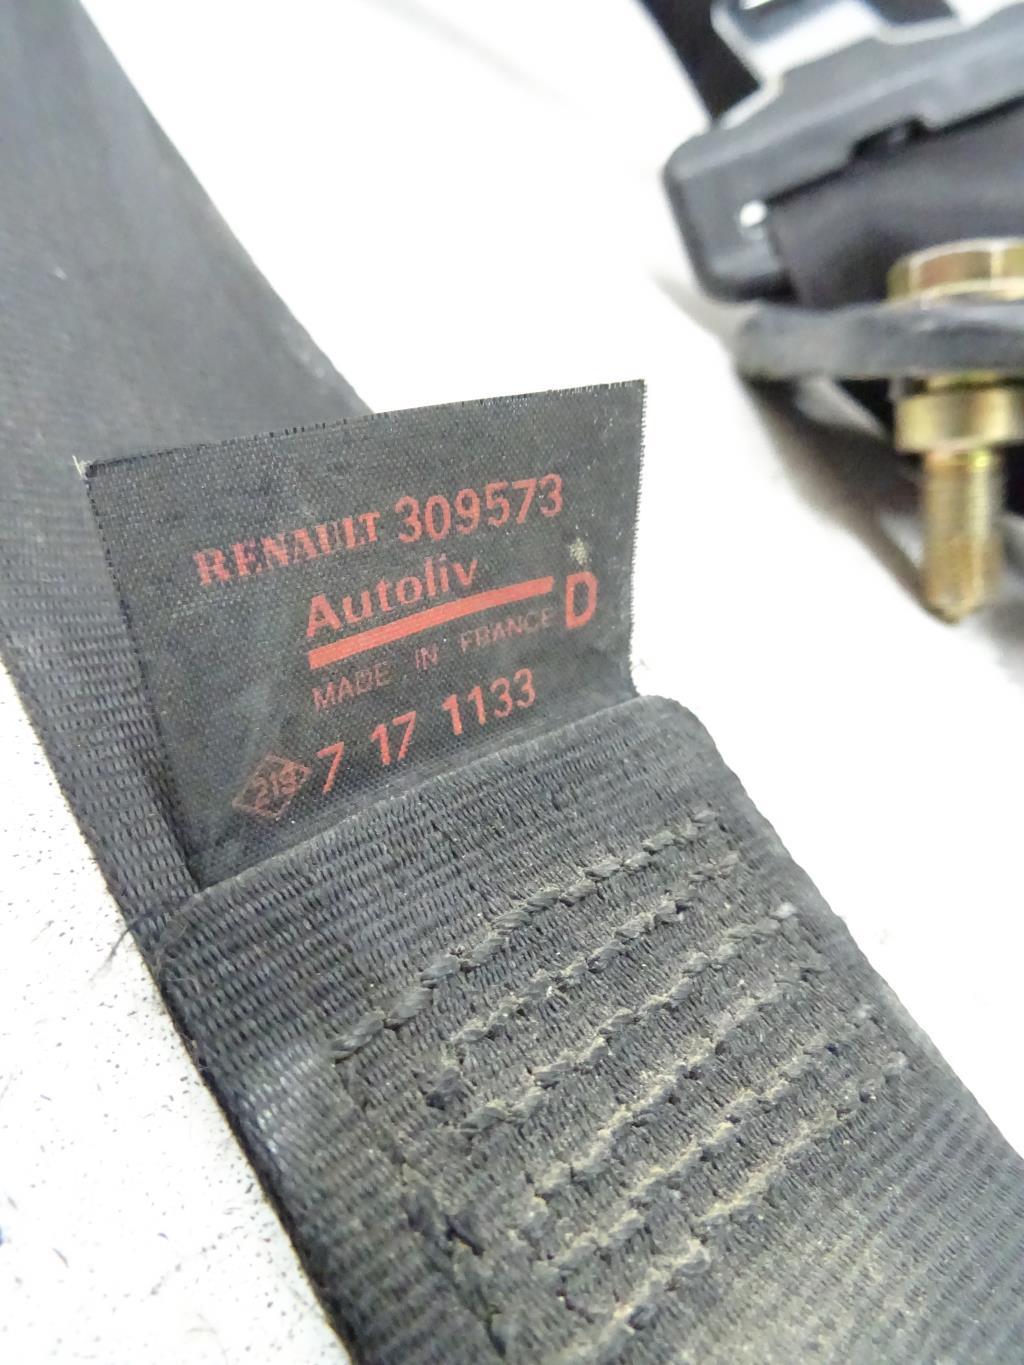 RENAULT 309573
Autoliv
MADE IN FRANCE D
7 17 1133